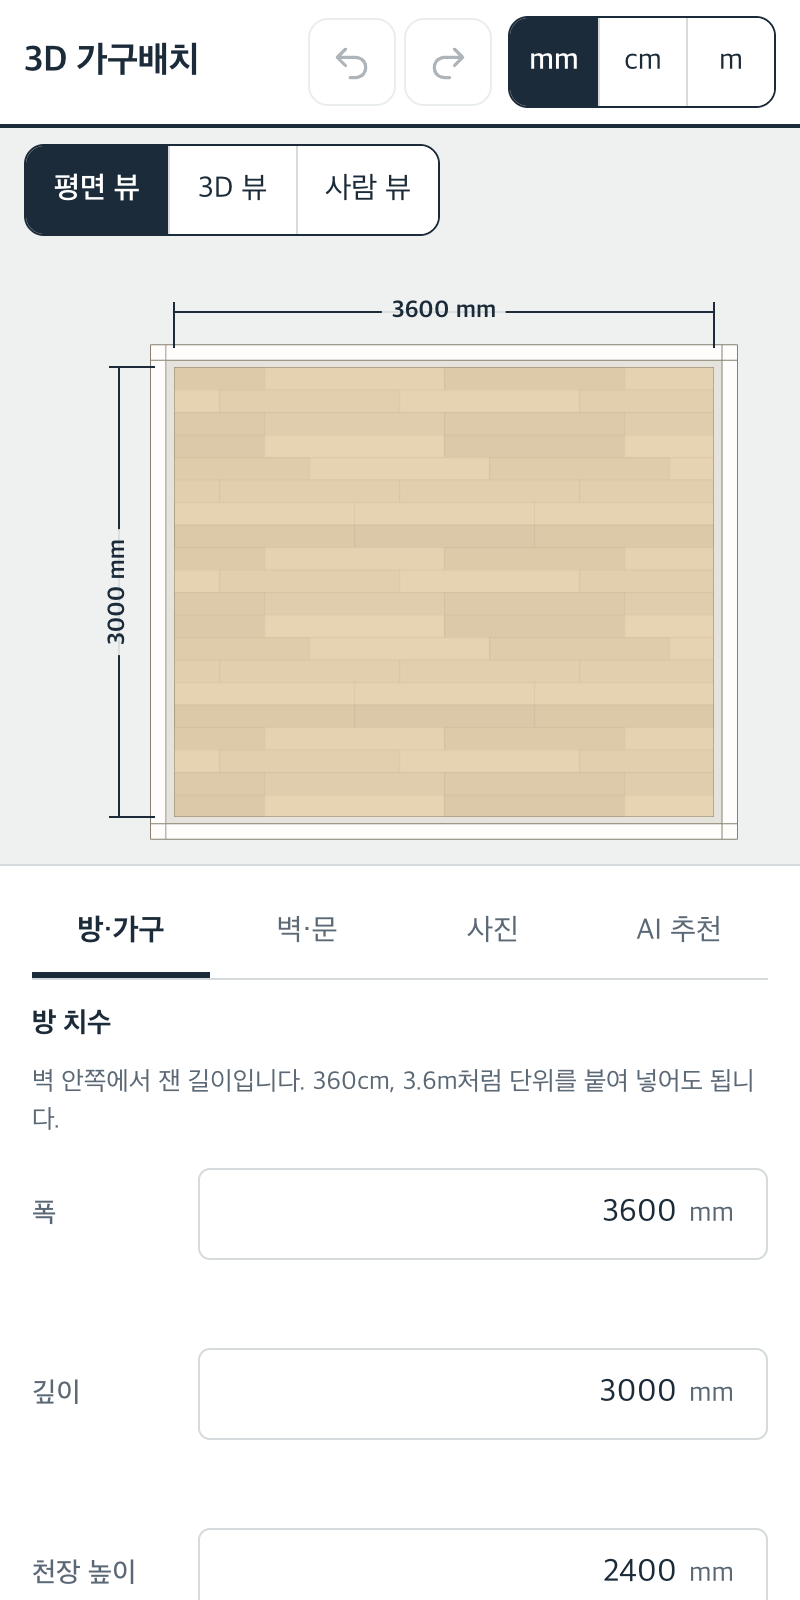 3D 가구배치
mm cm m
평면 뷰 3D 뷰 사람 뷰
3600 mm
3000 mm
방·가구 벽·문 사진 AI 추천
방 치수
벽 안쪽에서 잰 길이입니다. 360cm, 3.6m처럼 단위를 붙여 넣어도 됩니
다.
폭 3600 mm
깊이 3000 mm
천장 높이 2400 mm